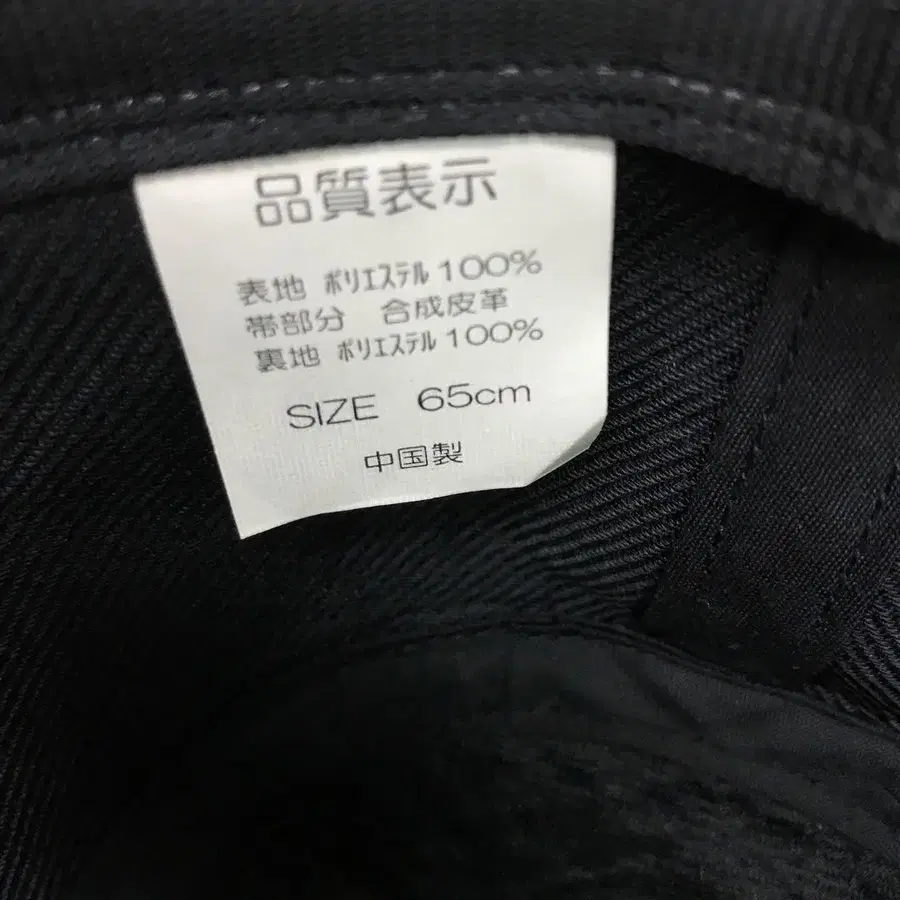 品質表示
表地 ポリエステル 100%
帯部分 合成皮革
裏地 ポリエステル 100%
SIZE 65cm
中国製